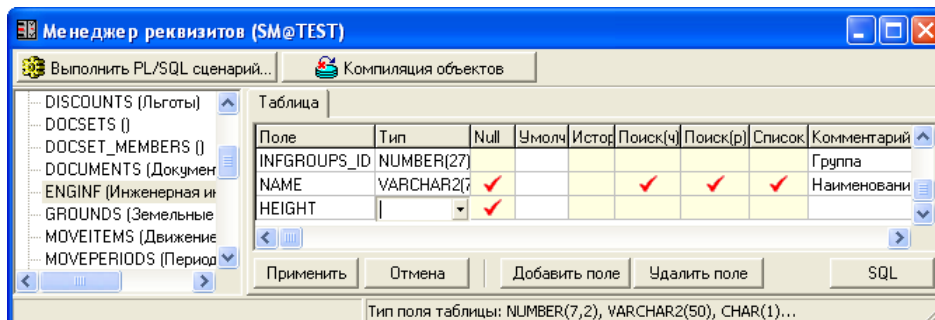 Менеджер реквизитов (SM@TEST)
Выполнить PL/SQL сценарий... Компиляция объектов
DISCOUNTS (Льготы)
DOCSETS ()
DOCSET_MEMBERS ()
DOCUMENTS (Докумен
ENGINF (Инженерная ин
GROUNDS (Земельные
MOVEITEMS (Движение
MOVEPERIODS (Период
Таблица
Поле Тип Null Умолч Истор Поиск(ч) Поиск(р) Список Комментарий
INFGROUPS_ID NUMBER(27) Группа
NAME VARCHAR2(7 Наименовани
HEIGHT
Применить Отмена Добавить поле Удалить поле SQL
Тип поля таблицы: NUMBER(7,2), VARCHAR2(50), CHAR(1)...